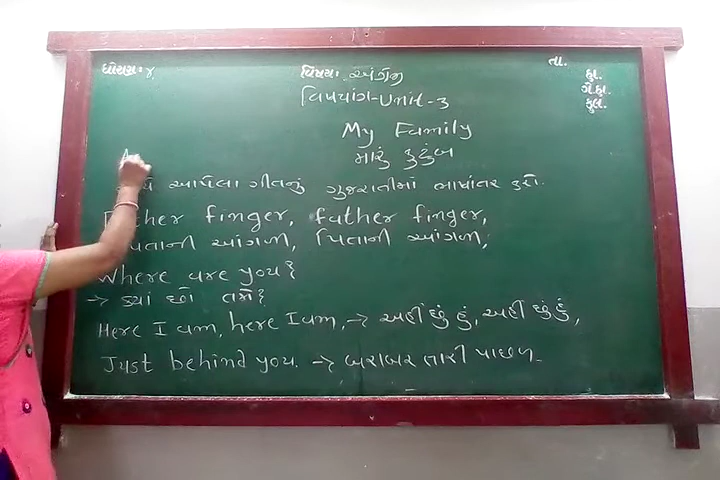 ધોરણ: ૪
વિષય: અંગ્રેજી
તા.
કા.
ગે.કા.
કુલ.
વિષયાંગ-Unit-3
My Family
મારું કુટુંબ
A
આપેલા ગીતનું ગુજરાતીમાં ભાષાંતર કરો.
Father finger, father finger,
પિતાની આંગળી, પિતાની આંગળી,
Where are you?
→ ક્યાં છો તમે?
Here I am, here I am, → અહીં છું હું, અહીં છું હું,
Just behind you. → બરાબર તારી પાછળ.